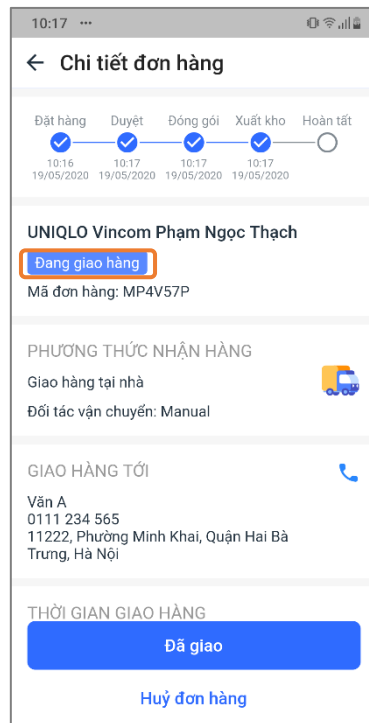 10:17 ...
Chi tiết đơn hàng
Đặt hàng Duyệt Đóng gói Xuất kho Hoàn tất
10:16 10:17 10:17 10:17
19/05/2020 19/05/2020 19/05/2020 19/05/2020
UNIQLO Vincom Phạm Ngọc Thạch
Đang giao hàng
Mã đơn hàng: MP4V57P
PHƯƠNG THỨC NHẬN HÀNG
Giao hàng tại nhà
Đối tác vận chuyển: Manual
GIAO HÀNG TỚI
Văn A
0111 234 565
11222, Phường Minh Khai, Quận Hai Bà
Trưng, Hà Nội
THỜI GIAN GIAO HÀNG
Đã giao
Huỷ đơn hàng